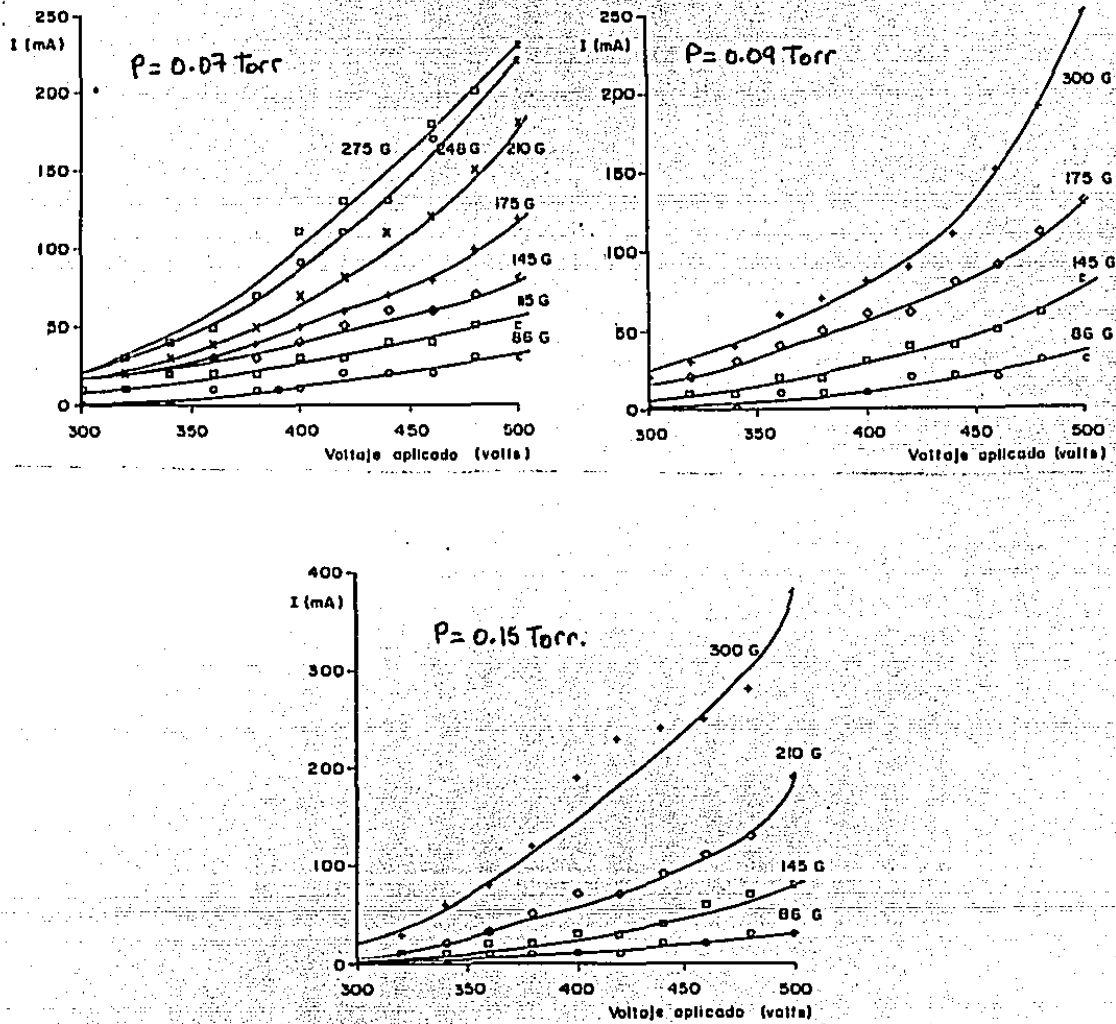 250
I (mA)
P= 0.07 Torr
200
275 G
248 G
210 G
150
175 G
100
145 G
115 G
50
86 G
0
300
350
400
450
500
Voltaje aplicado (volts)
250
I (mA)
P= 0.09 Torr
300 G
200
175 G
150
100
145 G
86 G
50
0
300
350
400
450
500
Voltaje aplicado (volts)
400
I (mA)
P= 0.15 Torr.
300 G
300
210 G
200
145 G
100
86 G
0
300
350
400
450
500
Voltaje aplicado (volts)